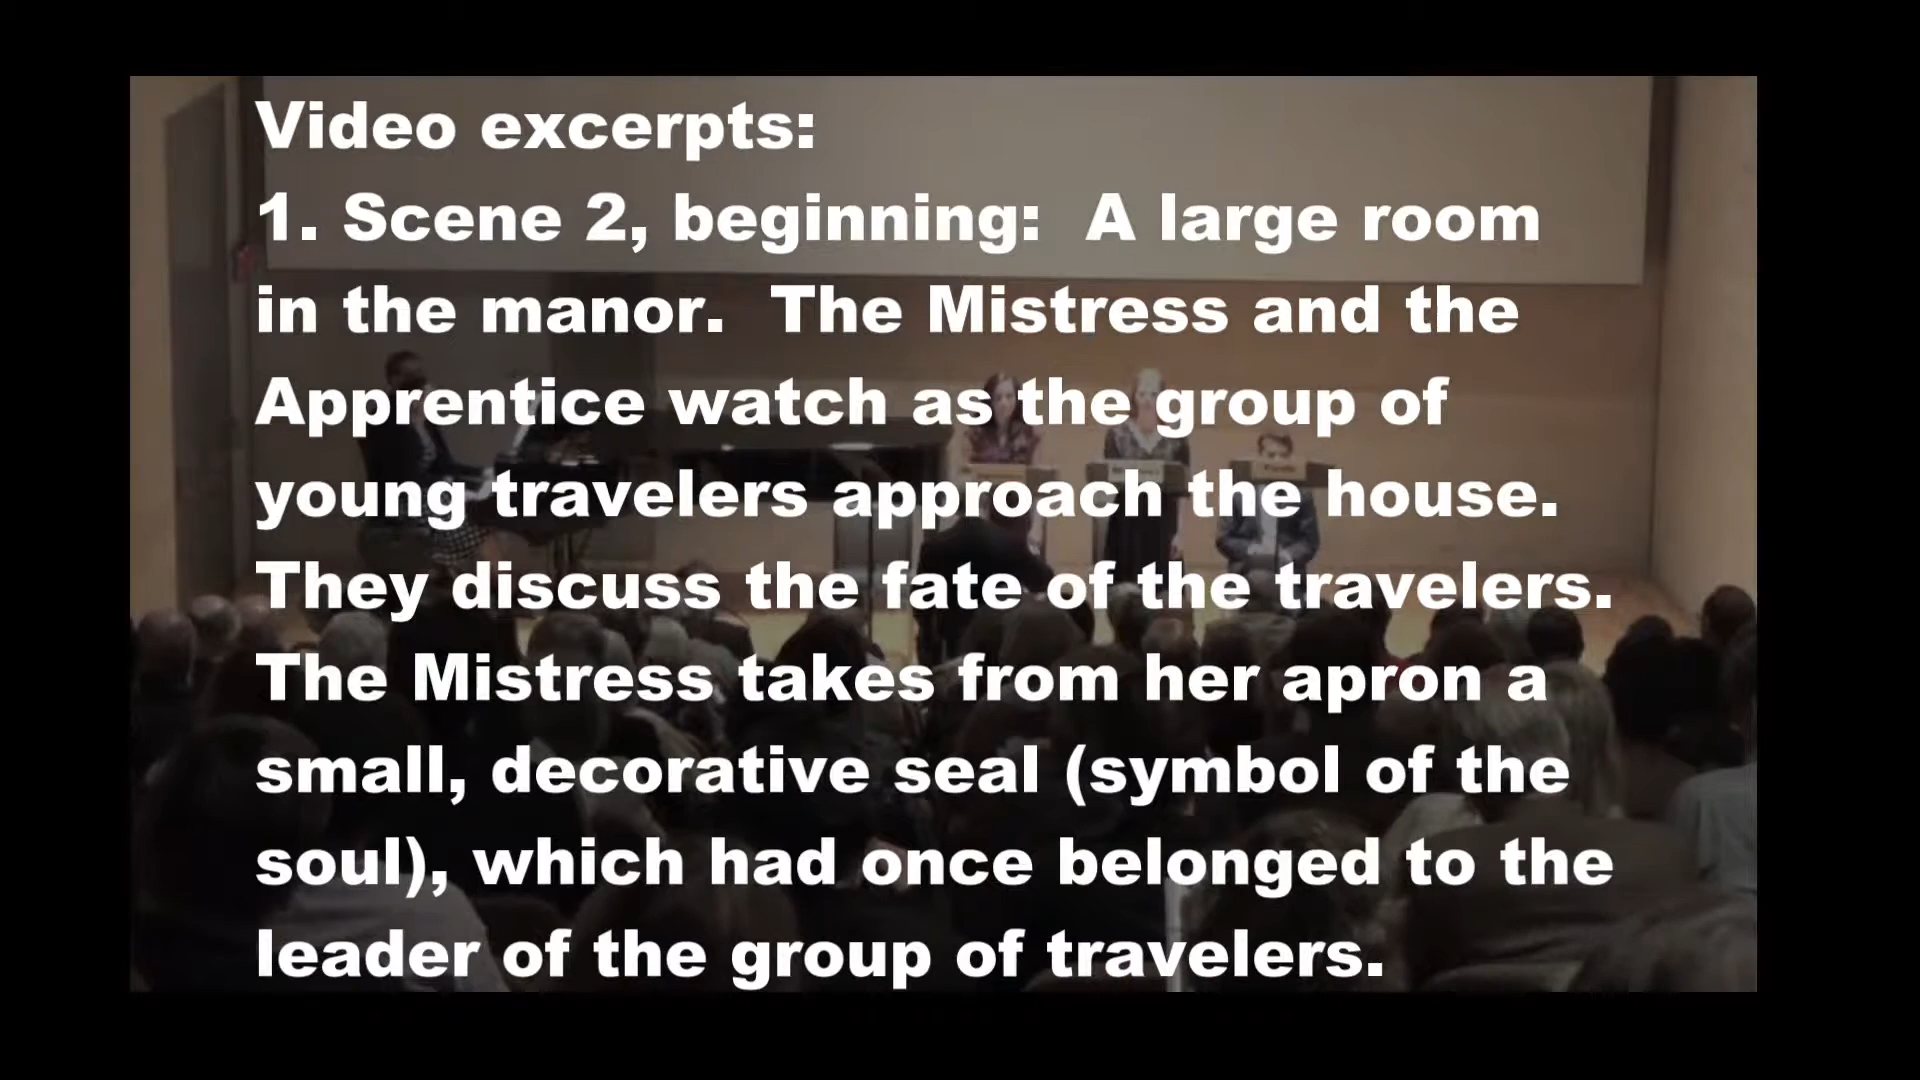 Video excerpts:
1. Scene 2, beginning:  A large room
in the manor.  The Mistress and the
Apprentice watch as the group of
young travelers approach the house.
They discuss the fate of the travelers.
The Mistress takes from her apron a
small, decorative seal (symbol of the
soul), which had once belonged to the
leader of the group of travelers.